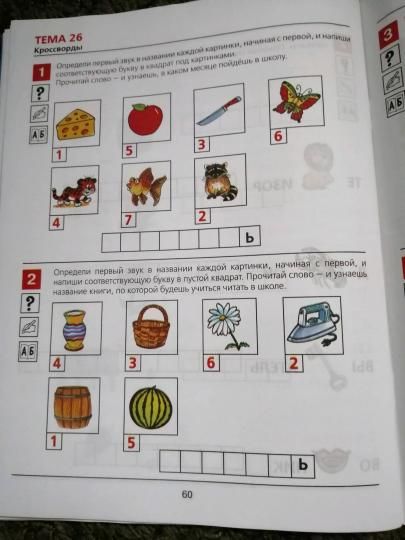 ТЕМА 26
Кроссворды
1 Определи первый звук в названии каждой картинки, начиная с первой, и напиши
соответствующую букву в квадрат под картинками.
Прочитай слово – и узнаешь, в каком месяце пойдёшь в школу.
?
АБ
1 5 3 6
4 7 2
Ь
2 Определи первый звук в названии каждой картинки, начиная с первой, и
напиши соответствующую букву в пустой квадрат. Прочитай слово – и узнаешь
название книги, по которой будешь учиться читать в школе.
?
АБ
4 3 6 2
1 5
Ь
60
3
?